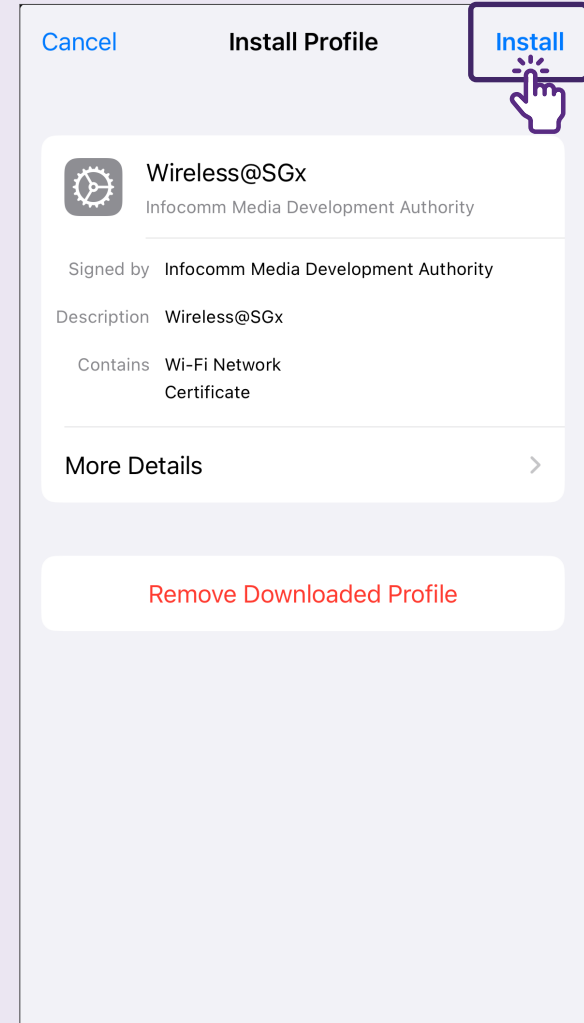 Cancel Install Profile Install
Wireless@SGx
Infocomm Media Development Authority
Signed by Infocomm Media Development Authority
Description Wireless@SGx
Contains Wi-Fi Network
Certificate
More Details
Remove Downloaded Profile